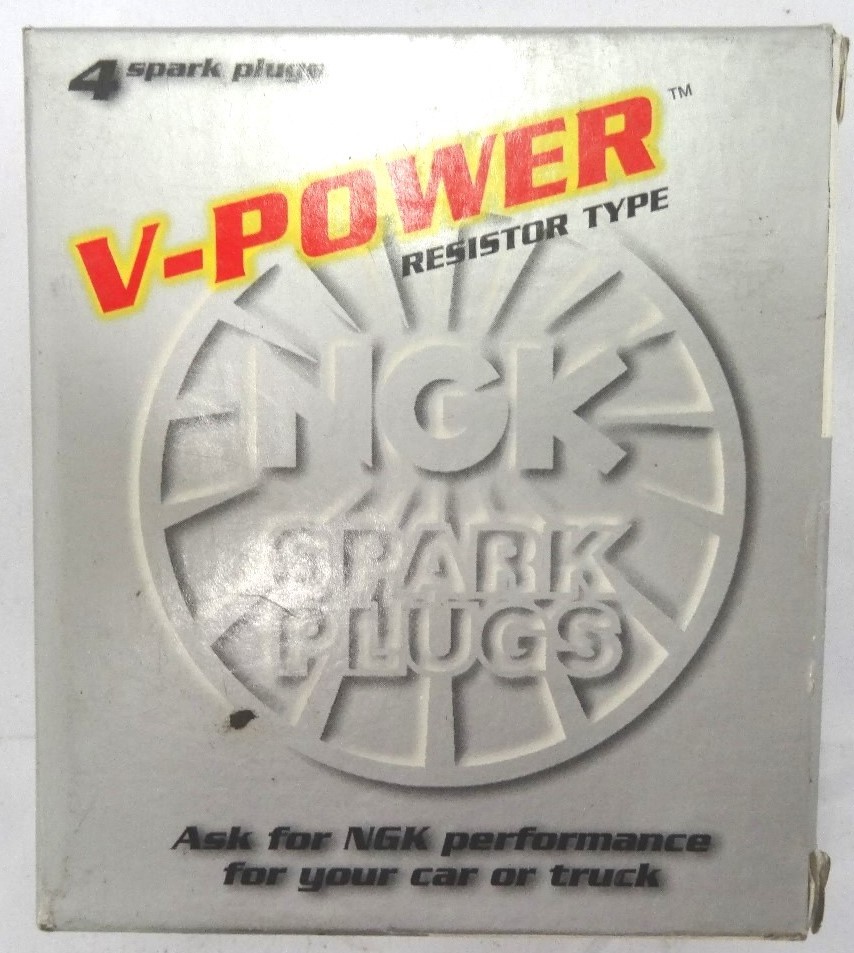 4 spark plugs
V-POWER™
RESISTOR TYPE
NGK
SPARK
PLUGS
Ask for NGK performance
for your car or truck